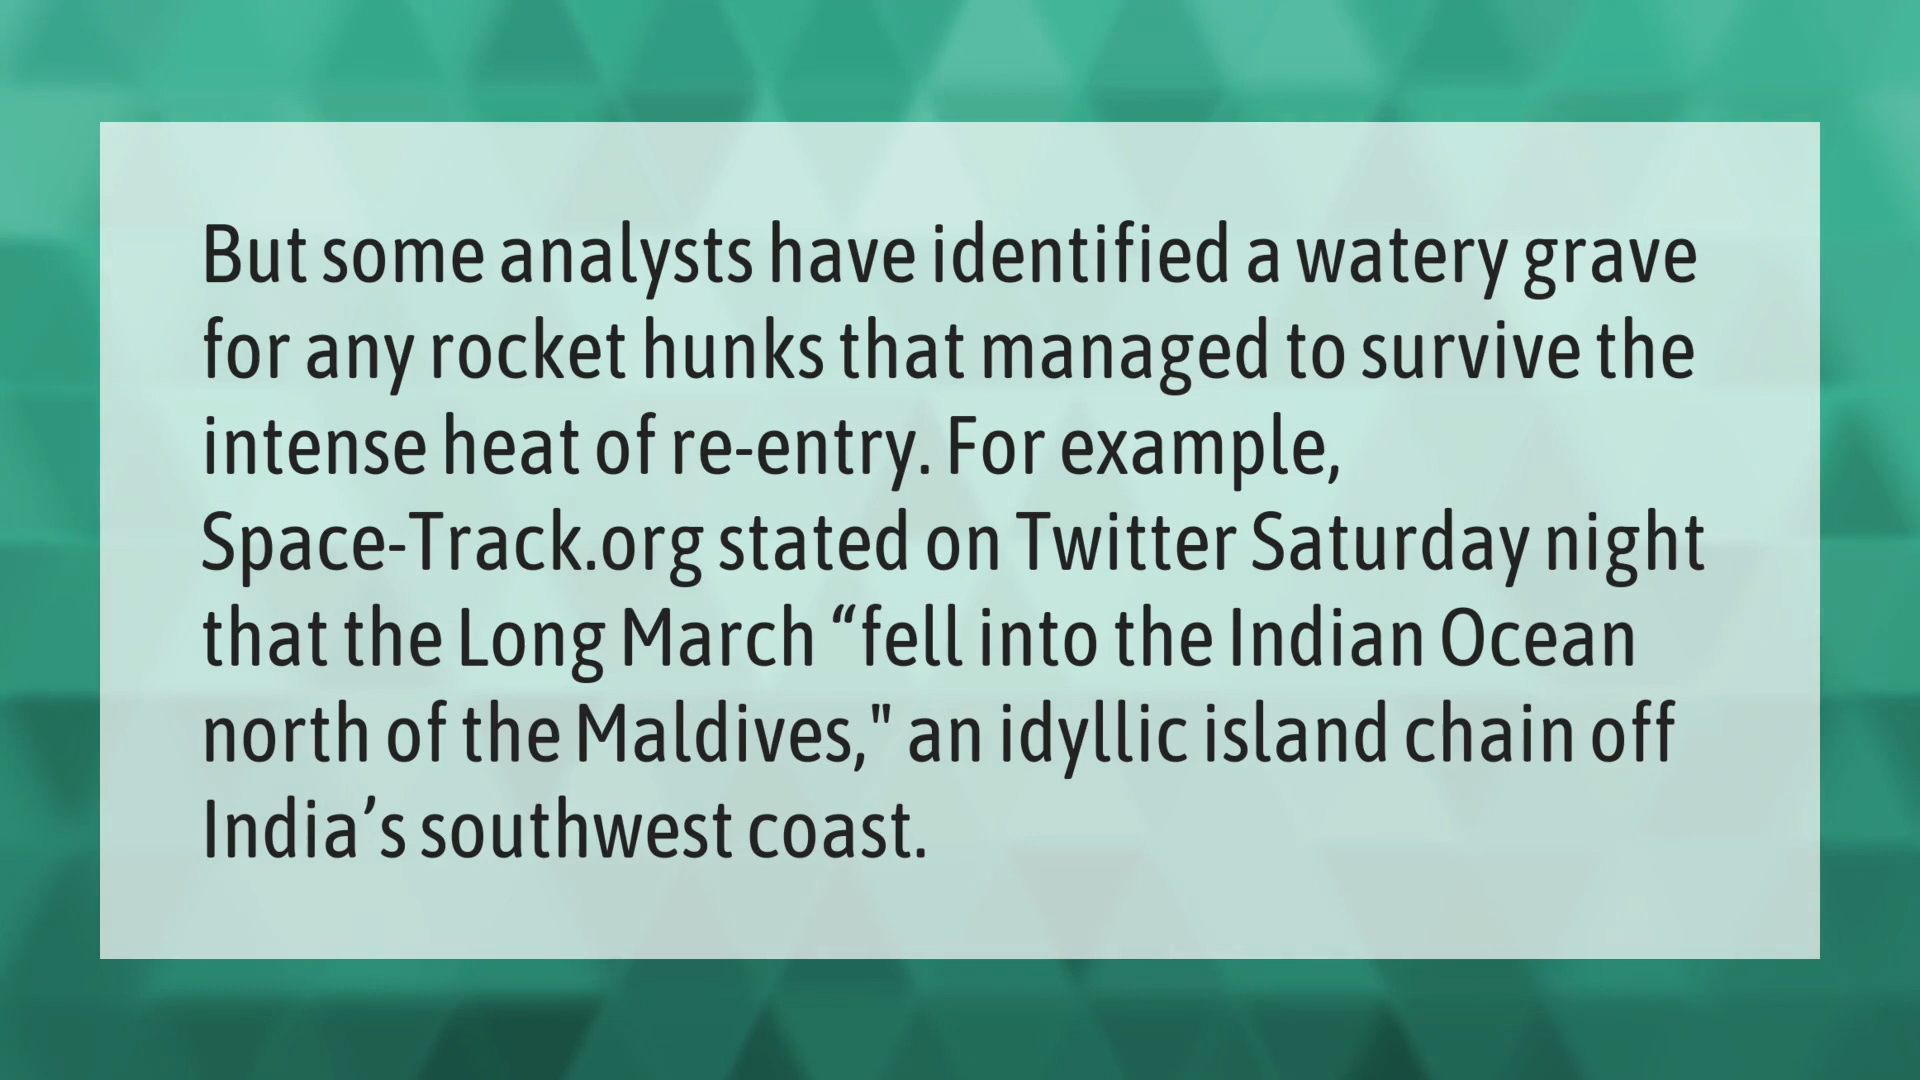 But some analysts have identified a watery grave
for any rocket hunks that managed to survive the
intense heat of re-entry. For example,
Space-Track.org stated on Twitter Saturday night
that the Long March “fell into the Indian Ocean
north of the Maldives," an idyllic island chain off
India’s southwest coast.